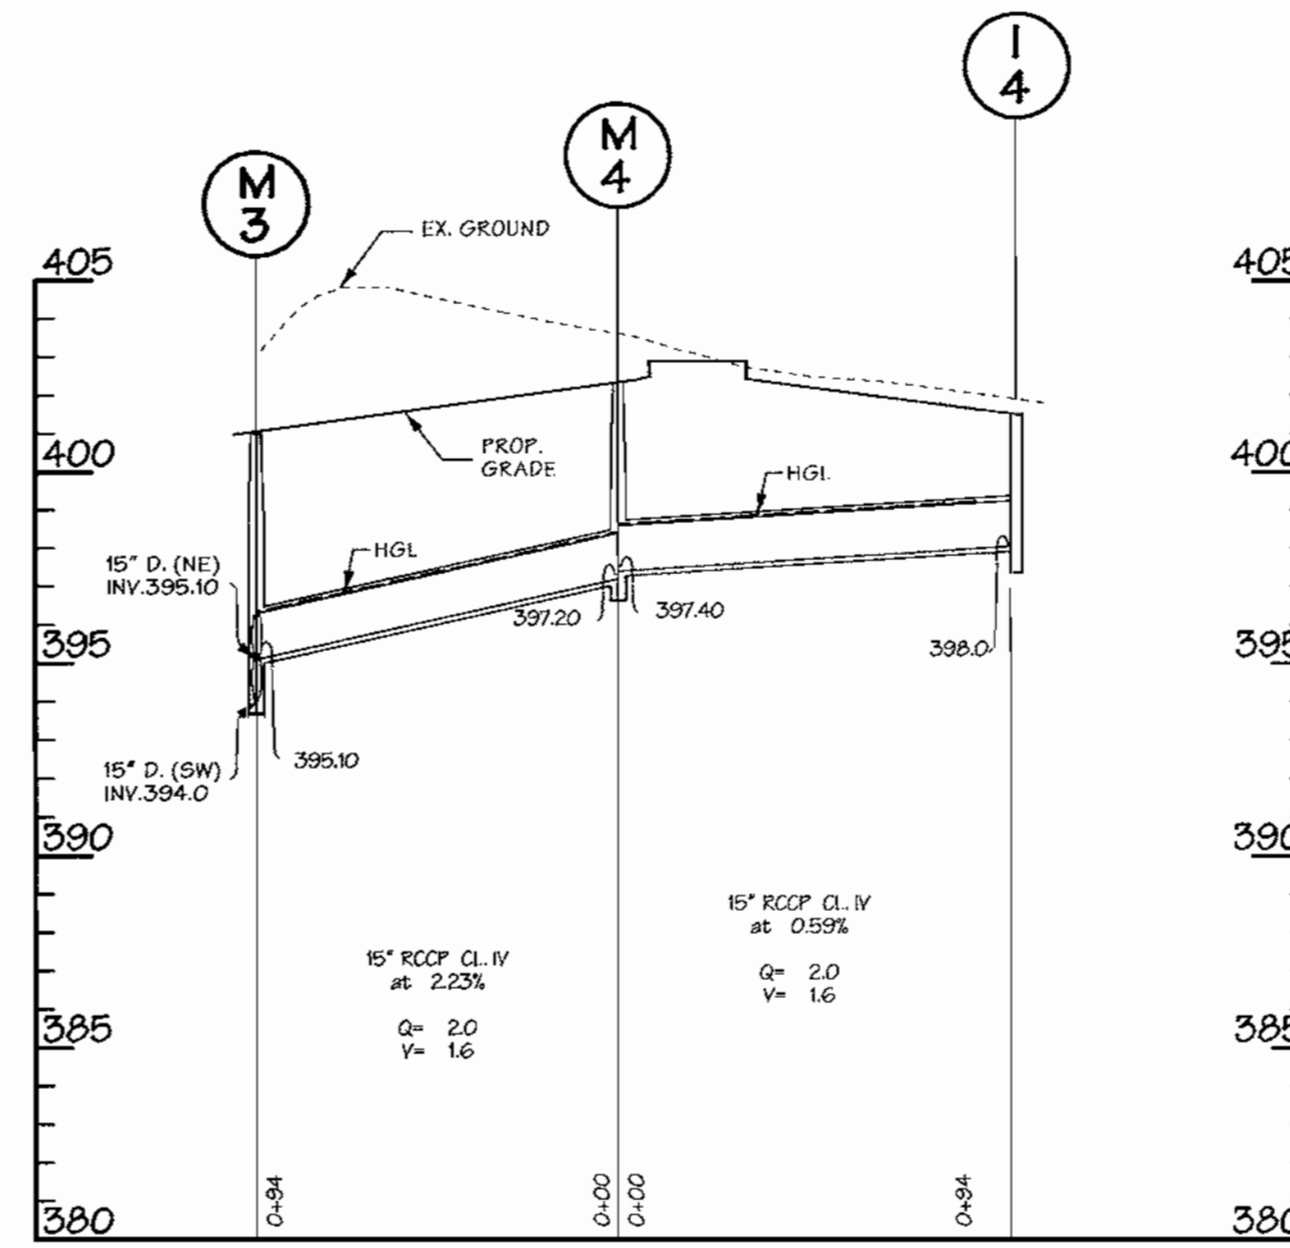 I
4
M
4
M
3
EX. GROUND
405
405
PROP.
GRADE
400
400
HGL
HGL
15" D. (NE)
INV.395.10
397.20
397.40
398.0
395
395
395.10
15" D. (SW)
INV.394.0
390
390
15" RCCP CL. IV
at 0.59%
Q= 2.0
V= 1.6
15" RCCP CL. IV
at 2.23%
Q= 2.0
V= 1.6
385
385
0+94
0+00
0+00
0+94
380
380